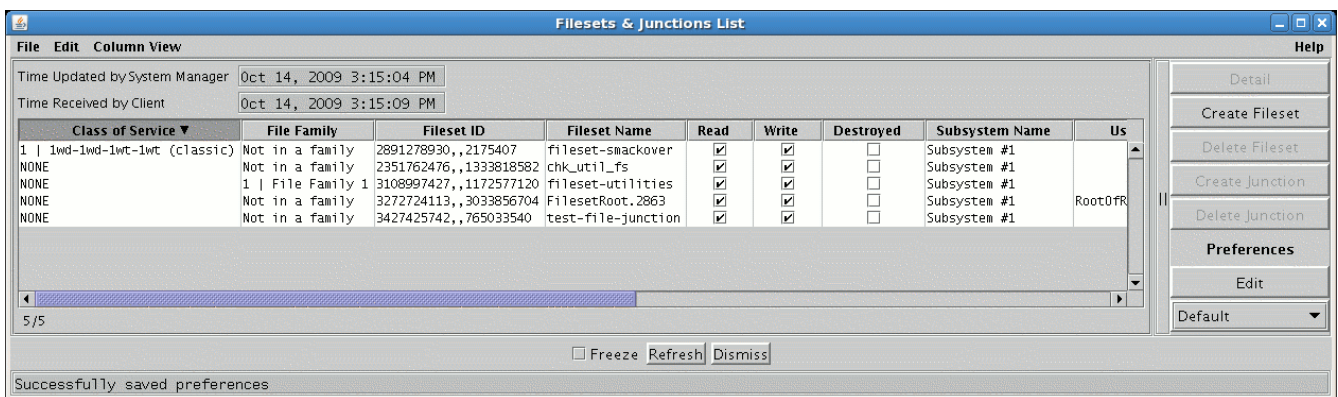 Filesets & Junctions List
File Edit Column View Help
Time Updated by System Manager Oct 14, 2009 3:15:04 PM
Time Received by Client Oct 14, 2009 3:15:09 PM
Class of Service ▼ File Family Fileset ID Fileset Name Read Write Destroyed Subsystem Name Us
1 | 1wd-1wd-1wt-1wt (classic) Not in a family 2891278930,,2175407 fileset-smackover Subsystem #1
NONE Not in a family 2351762476,,1333818582 chk_util_fs Subsystem #1
NONE 1 | File Family 1 3108997427,,1172577120 fileset-utilities Subsystem #1
NONE Not in a family 3272724113,,3033856704 FilesetRoot.2863 Subsystem #1 RootOfR
NONE Not in a family 3427425742,,765033540 test-file-junction Subsystem #1
5/5
Detail
Create Fileset
Delete Fileset
Create Junction
Delete Junction
Preferences
Edit
Default
Freeze Refresh Dismiss
Successfully saved preferences